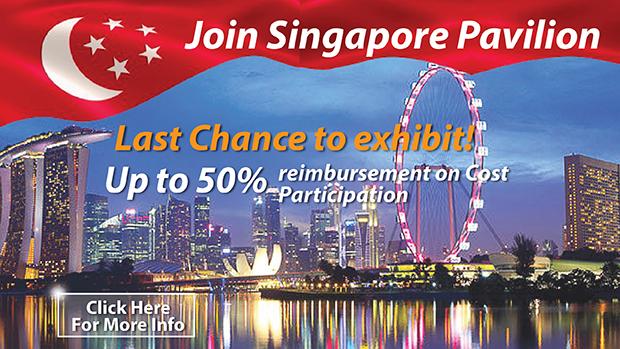 Join Singapore Pavilion
Last Chance to exhibit!
Up to 50% reimbursement on Cost
Participation
Click Here
For More Info